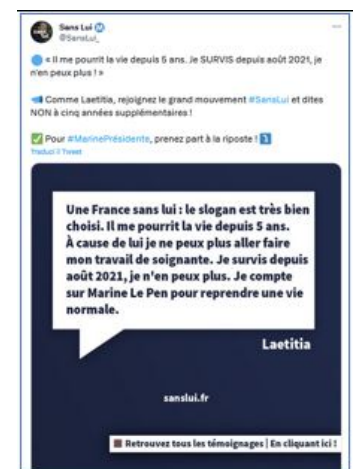 Sans Lui
@SansLui_
« Il me pourrit la vie depuis 5 ans. Je SURVIS depuis août 2021, je
n'en peux plus ! »
Comme Laetitia, rejoignez le grand mouvement #SansLui et dites
NON à cinq années supplémentaires !
Pour #MarinePrésidente, prenez part à la riposte !
Traduci il Tweet
Une France sans lui : le slogan est très bien
choisi. Il me pourrit la vie depuis 5 ans.
À cause de lui je ne peux plus aller faire
mon travail de soignante. Je survis depuis
août 2021, je n'en peux plus. Je compte
sur Marine Le Pen pour reprendre une vie
normale.
Laetitia
sanslui.fr
Retrouvez tous les témoignages | En cliquant ici !